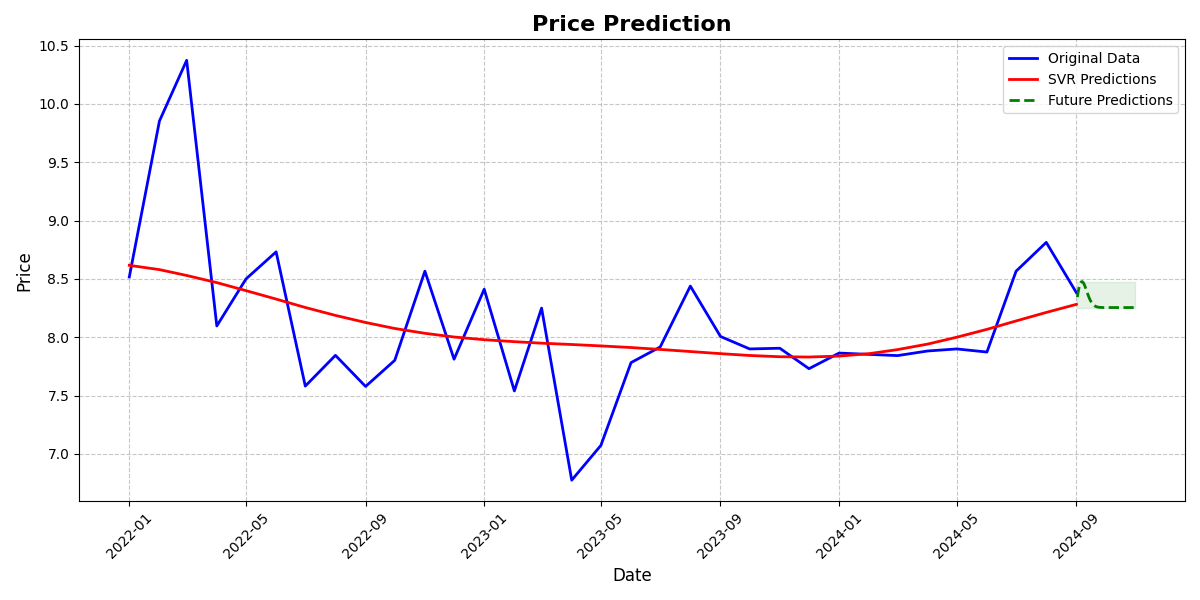 Price Prediction
Original Data
SVR Predictions
Future Predictions
Price
10.5
10.0
9.5
9.0
8.5
8.0
7.5
7.0
2022-01
2022-05
2022-09
2023-01
2023-05
2023-09
2024-01
2024-05
2024-09
Date